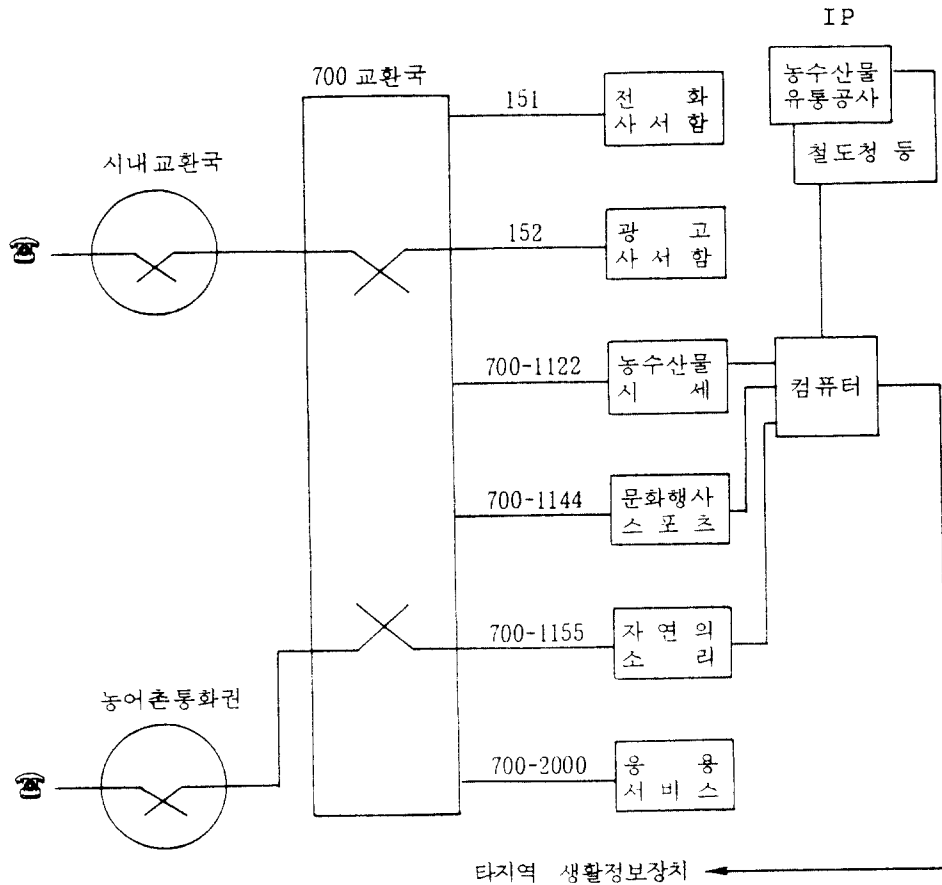 IP
농수산물
유통공사
철도청 등
700 교환국
151
전 화
사 서 함
시내교환국
152
광 고
사 서 함
700-1122
농수산물
시 세
컴퓨터
700-1144
문화행사
스 포 츠
700-1155
자 연 의
소 리
농어촌통화권
700-2000
응 용
서 비 스
타지역 생활정보장치